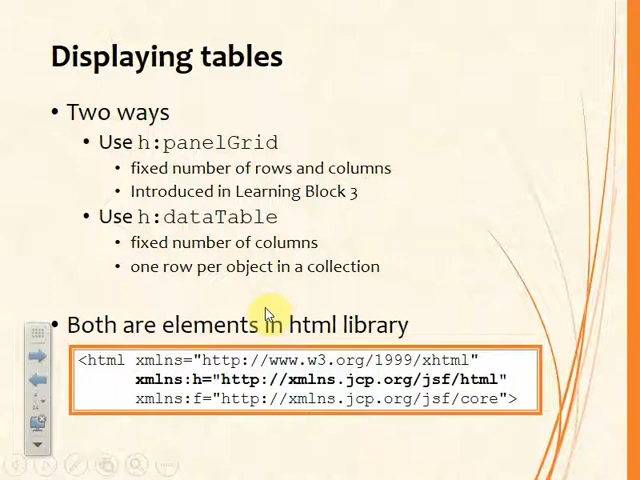 Displaying tables
• Two ways
• Use h:panelGrid
• fixed number of rows and columns
• Introduced in Learning Block 3
• Use h:dataTable
• fixed number of columns
• one row per object in a collection
• Both are elements in html library
<html xmlns="http://www.w3.org/1999/xhtml"
xmlns:h="http://xmlns.jcp.org/jsf/html"
xmlns:f="http://xmlns.jcp.org/jsf/core">